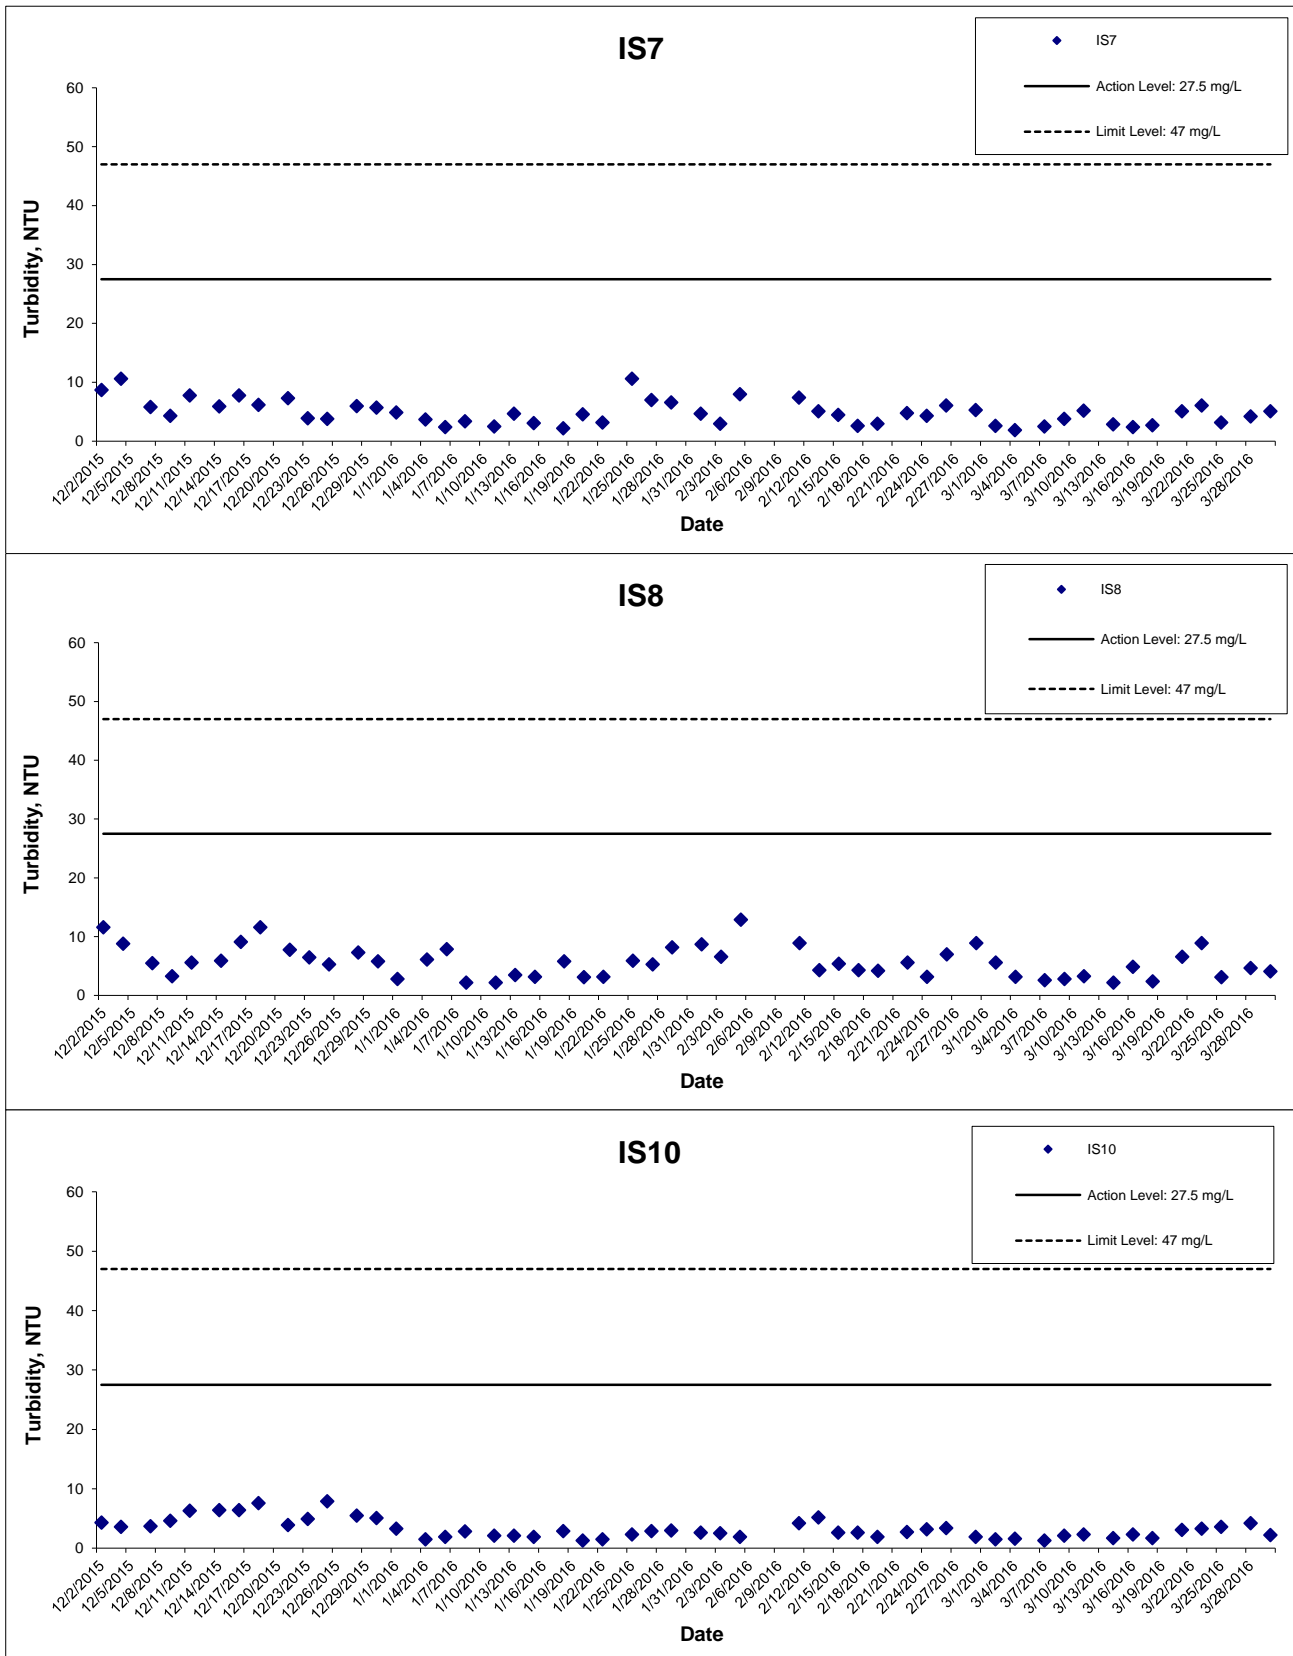 IS7
IS7
Action Level: 27.5 mg/L
Limit Level: 47 mg/L
60
50
40
30
20
10
0
Turbidity, NTU
12/2/2015 12/5/2015 12/8/2015 12/11/2015 12/14/2015 12/17/2015 12/20/2015 12/23/2015 12/26/2015 12/29/2015 1/1/2016 1/4/2016 1/7/2016 1/10/2016 1/13/2016 1/16/2016 1/19/2016 1/22/2016 1/25/2016 1/28/2016 1/31/2016 2/3/2016 2/6/2016 2/9/2016 2/12/2016 2/15/2016 2/18/2016 2/21/2016 2/24/2016 2/27/2016 3/1/2016 3/4/2016 3/7/2016 3/10/2016 3/13/2016 3/16/2016 3/19/2016 3/22/2016 3/25/2016 3/28/2016
Date
IS8
IS8
Action Level: 27.5 mg/L
Limit Level: 47 mg/L
60
50
40
30
20
10
0
Turbidity, NTU
12/2/2015 12/5/2015 12/8/2015 12/11/2015 12/14/2015 12/17/2015 12/20/2015 12/23/2015 12/26/2015 12/29/2015 1/1/2016 1/4/2016 1/7/2016 1/10/2016 1/13/2016 1/16/2016 1/19/2016 1/22/2016 1/25/2016 1/28/2016 1/31/2016 2/3/2016 2/6/2016 2/9/2016 2/12/2016 2/15/2016 2/18/2016 2/21/2016 2/24/2016 2/27/2016 3/1/2016 3/4/2016 3/7/2016 3/10/2016 3/13/2016 3/16/2016 3/19/2016 3/22/2016 3/25/2016 3/28/2016
Date
IS10
IS10
Action Level: 27.5 mg/L
Limit Level: 47 mg/L
60
50
40
30
20
10
0
Turbidity, NTU
12/2/2015 12/5/2015 12/8/2015 12/11/2015 12/14/2015 12/17/2015 12/20/2015 12/23/2015 12/26/2015 12/29/2015 1/1/2016 1/4/2016 1/7/2016 1/10/2016 1/13/2016 1/16/2016 1/19/2016 1/22/2016 1/25/2016 1/28/2016 1/31/2016 2/3/2016 2/6/2016 2/9/2016 2/12/2016 2/15/2016 2/18/2016 2/21/2016 2/24/2016 2/27/2016 3/1/2016 3/4/2016 3/7/2016 3/10/2016 3/13/2016 3/16/2016 3/19/2016 3/22/2016 3/25/2016 3/28/2016
Date